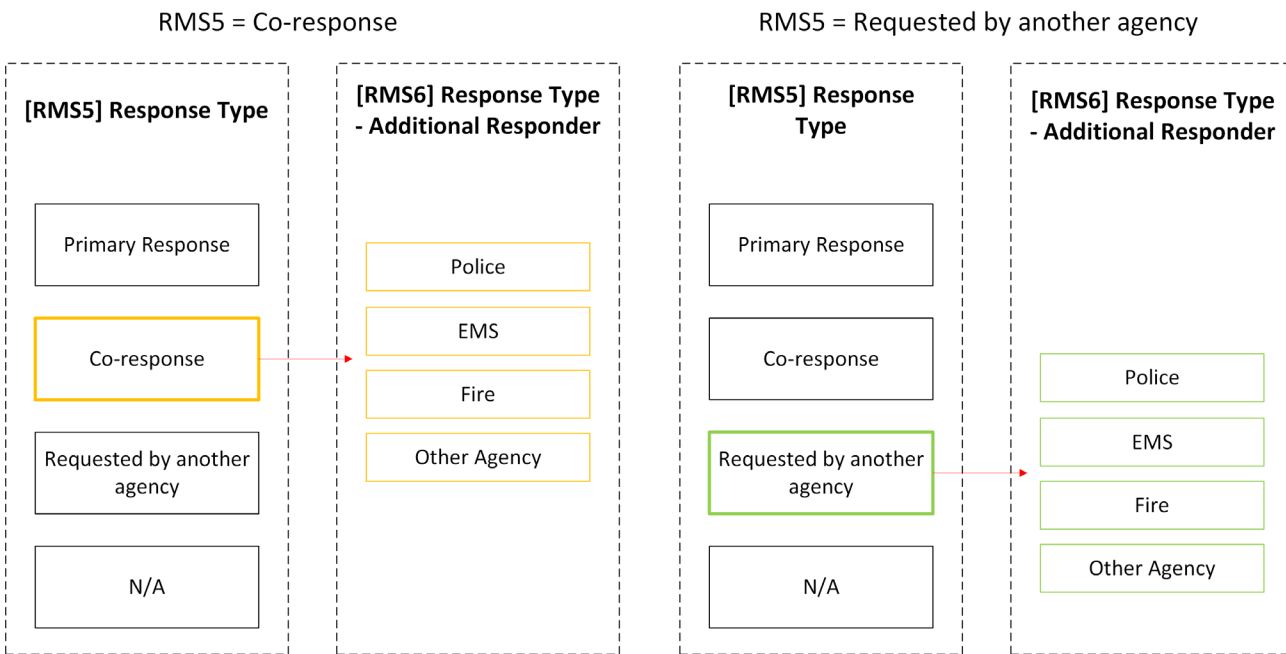 RMS5 = Co-response
[RMS5] Response Type
Primary Response
Co-response
Requested by another
agency
N/A
[RMS6] Response Type
- Additional Responder
Police
EMS
Fire
Other Agency
RMS5 = Requested by another agency
[RMS5] Response
Type
Primary Response
Co-response
Requested by another
agency
N/A
[RMS6] Response Type
- Additional Responder
Police
EMS
Fire
Other Agency